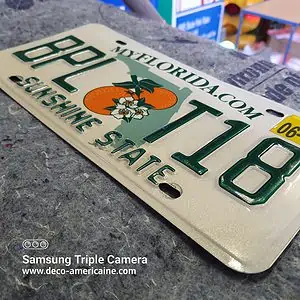 MYFLORIDA.COM
8PL T18
SUNSHINE STATE
06
Samsung Triple Camera
www.deco-americaine.com